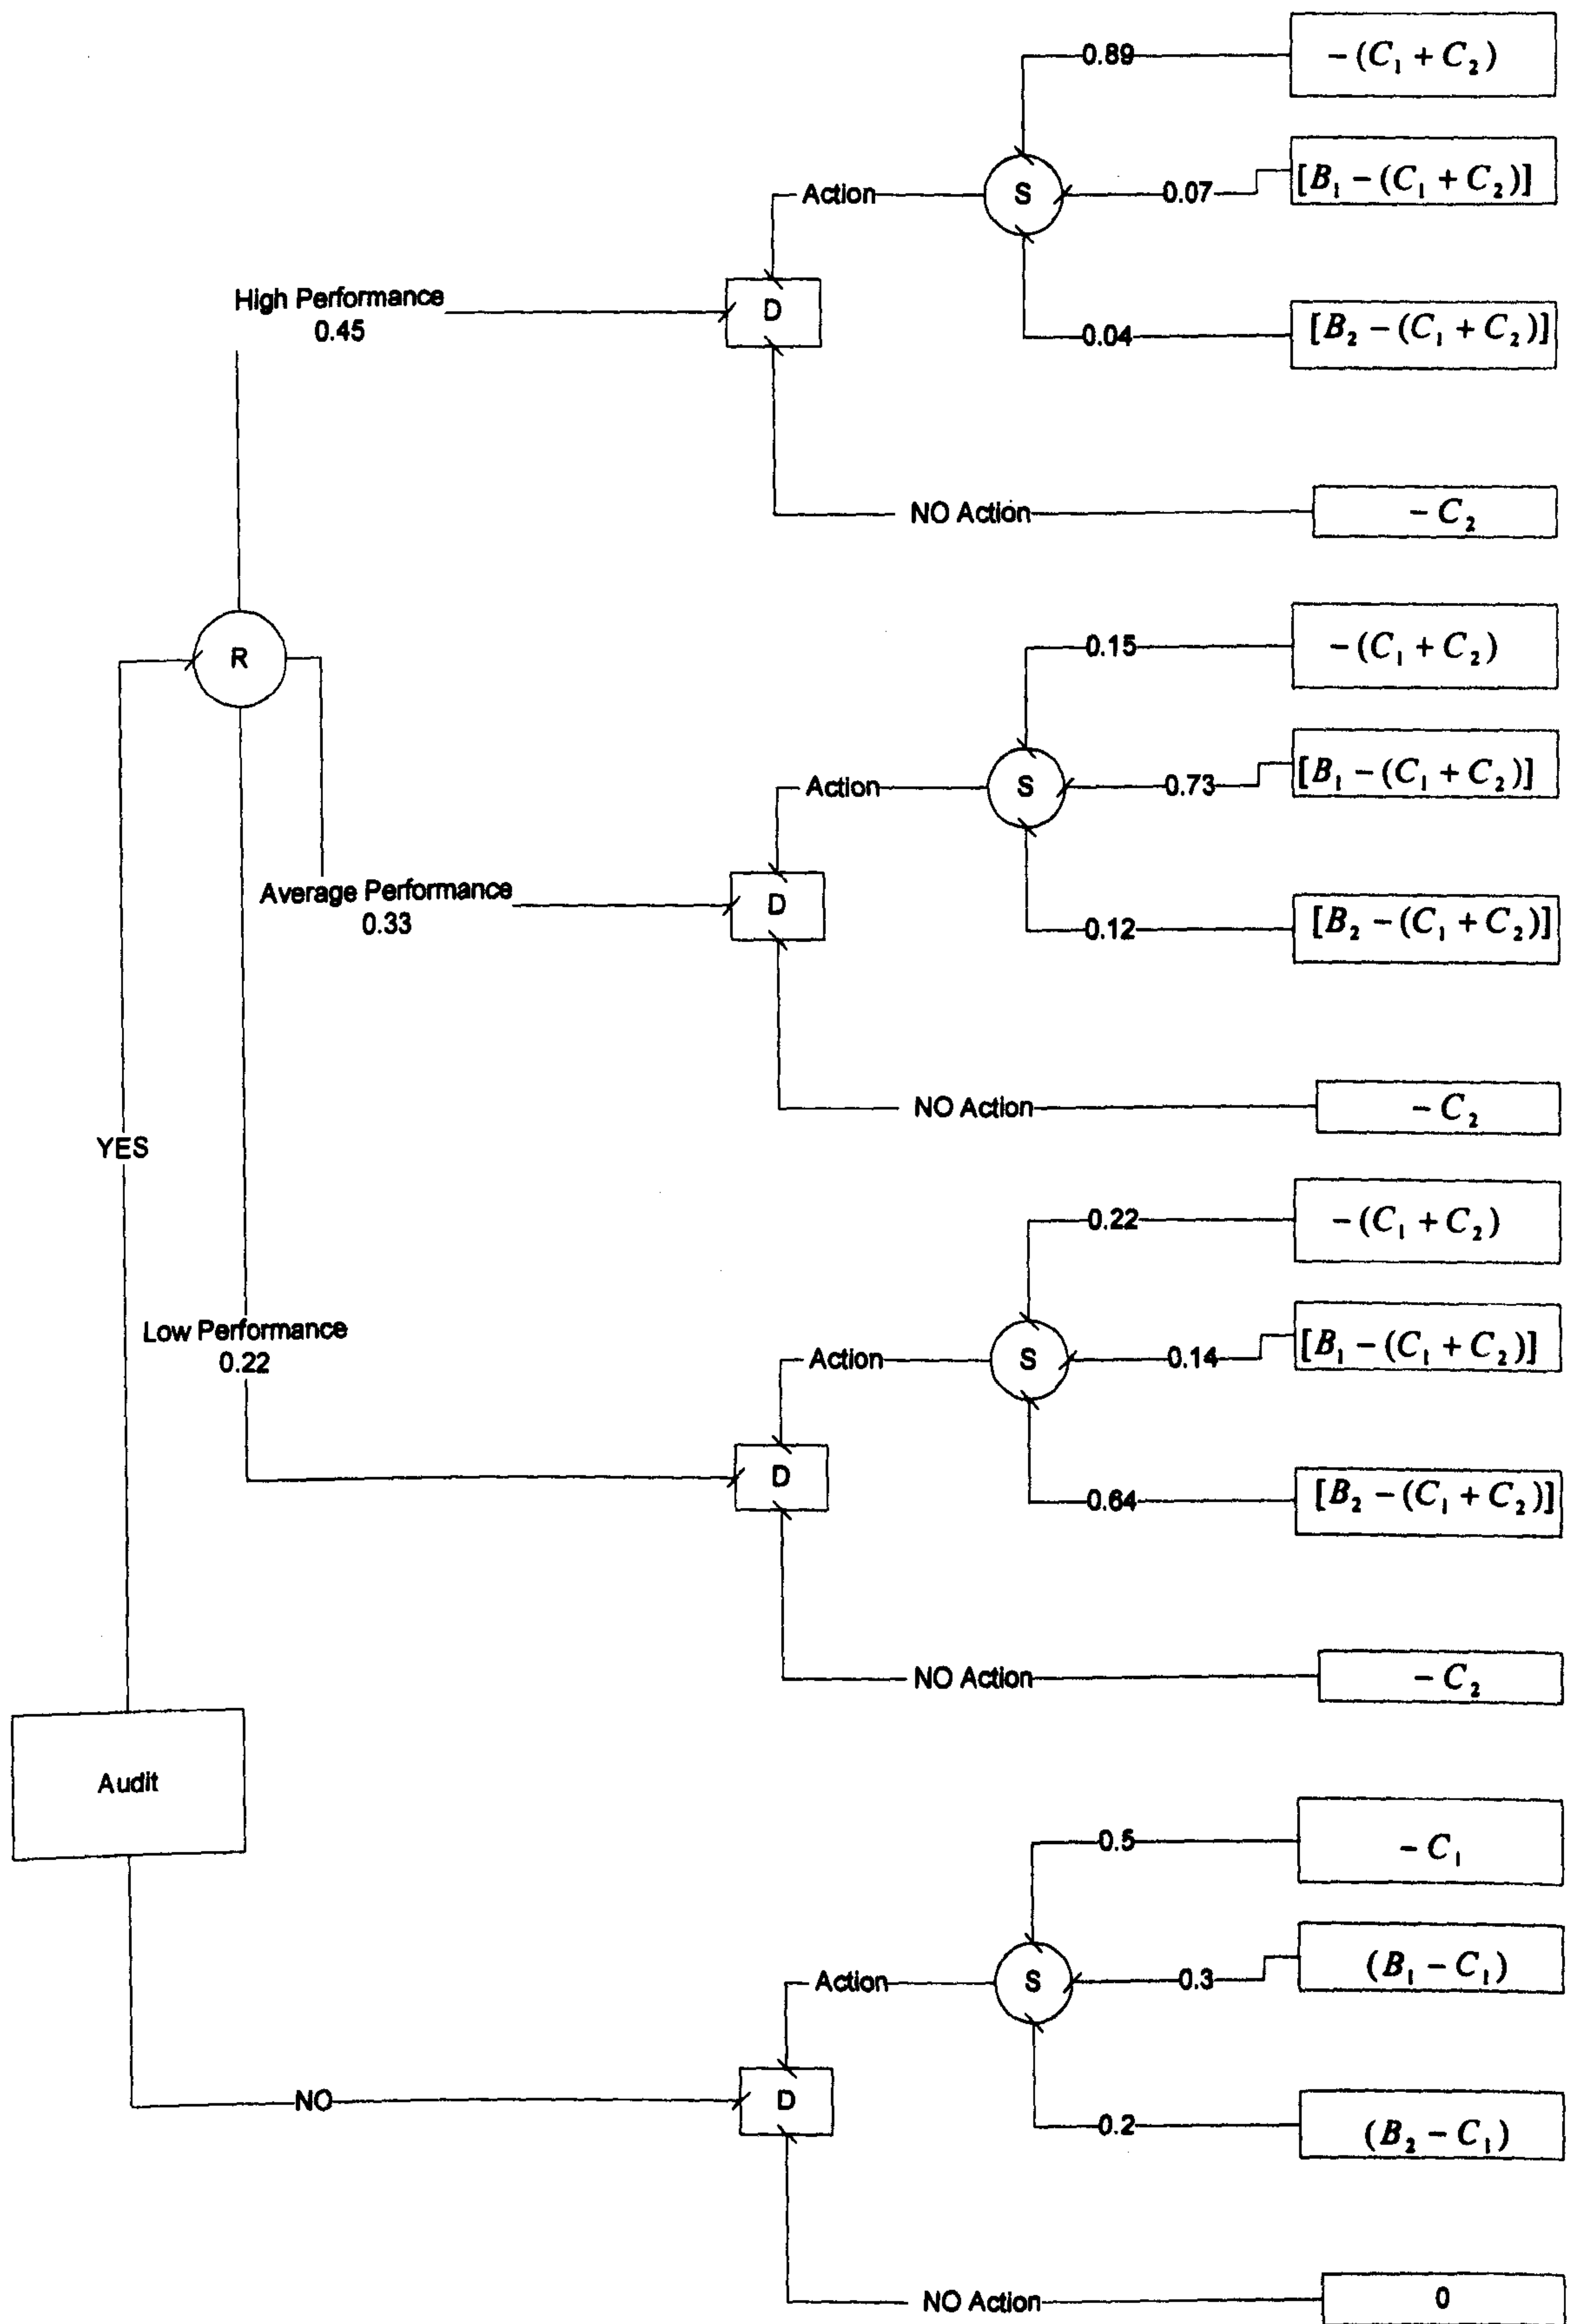 0.89
− (C₁ + C₂)
[B₁ − (C₁ + C₂)]
Action
S
0.07
High Performance
0.45
D
0.04
[B₂ − (C₁ + C₂)]
NO Action
− C₂
R
0.15
− (C₁ + C₂)
Action
S
0.73
[B₁ − (C₁ + C₂)]
Average Performance
0.33
D
0.12
[B₂ − (C₁ + C₂)]
NO Action
− C₂
YES
0.22
− (C₁ + C₂)
Low Performance
0.22
Action
S
0.14
[B₁ − (C₁ + C₂)]
D
0.64
[B₂ − (C₁ + C₂)]
NO Action
− C₂
Audit
0.5
− C₁
Action
S
0.3
(B₁ − C₁)
NO
D
0.2
(B₂ − C₁)
NO Action
0